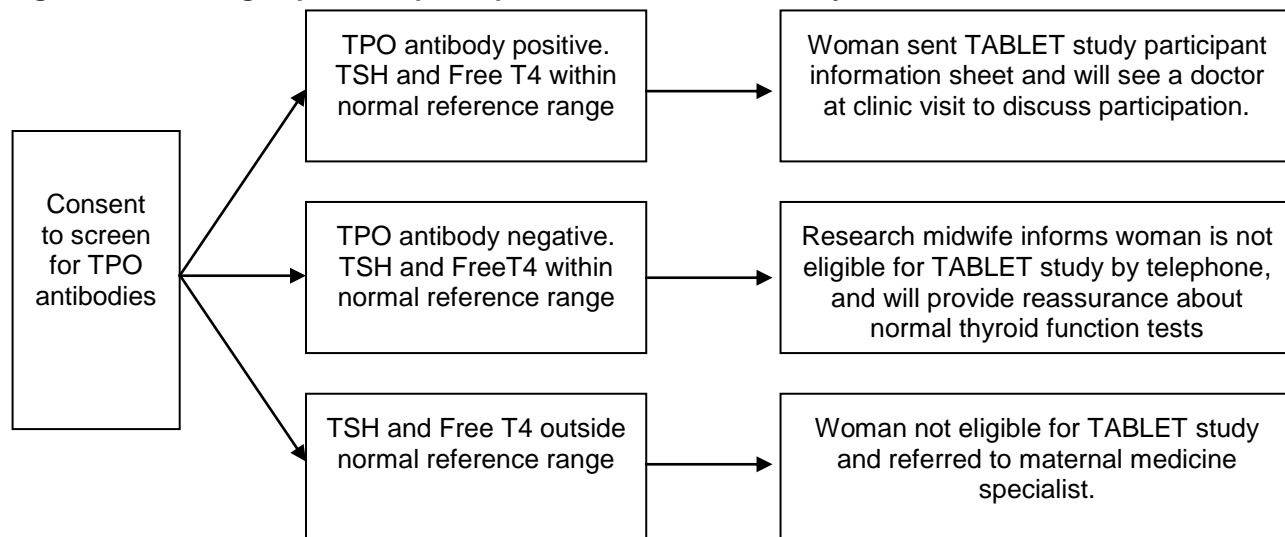 TPO antibody positive.
TSH and Free T4 within
normal reference range
Woman sent TABLET study participant
information sheet and will see a doctor
at clinic visit to discuss participation.
Consent
to screen
for TPO
antibodies
TPO antibody negative.
TSH and FreeT4 within
normal reference range
Research midwife informs woman is not
eligible for TABLET study by telephone,
and will provide reassurance about
normal thyroid function tests
TSH and Free T4 outside
normal reference range
Woman not eligible for TABLET study
and referred to maternal medicine
specialist.